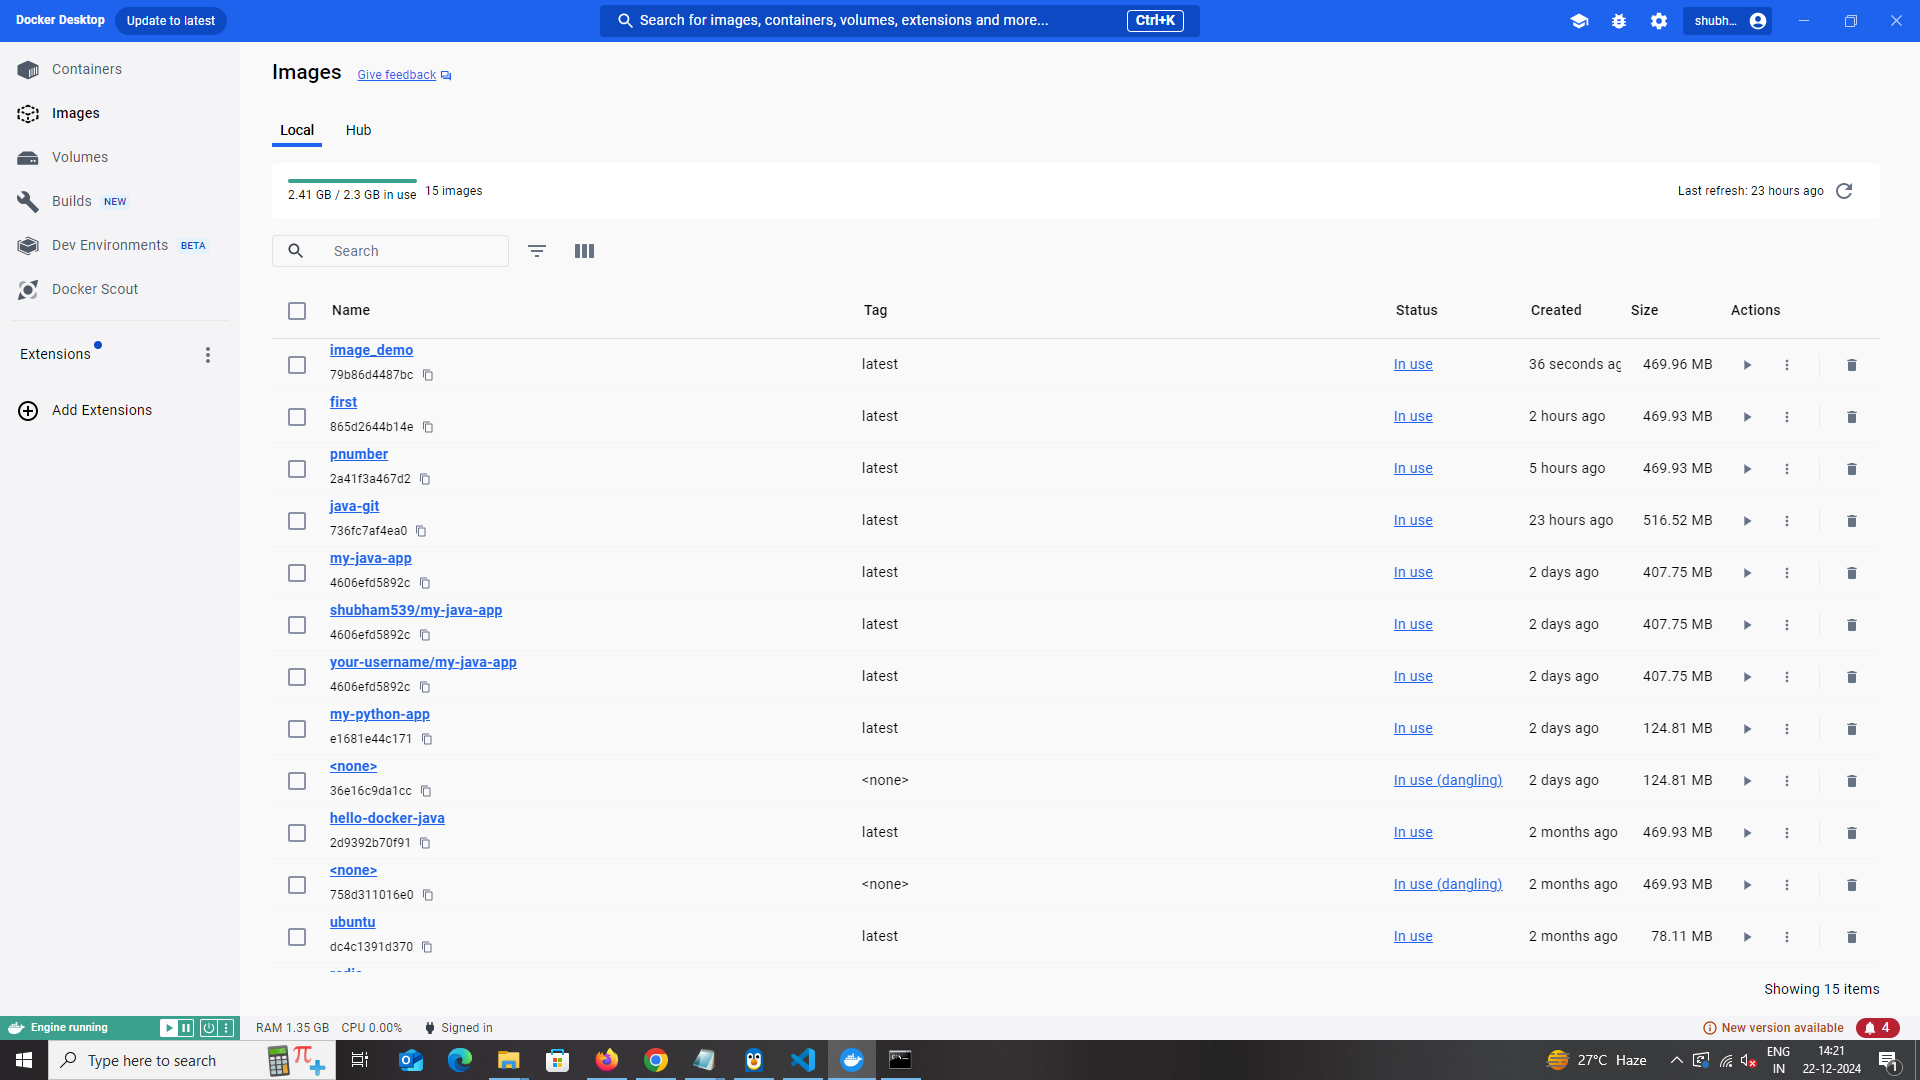 Docker Desktop Update to latest Search for images, containers, volumes, extensions and more... Ctrl+K shubh...
Containers
Images
Volumes
Builds NEW
Dev Environments BETA
Docker Scout
Extensions
Add Extensions
Images Give feedback
Local Hub
2.41 GB / 2.3 GB in use 15 images Last refresh: 23 hours ago
Search
Name Tag Status Created Size Actions
image_demo
79b86d4487bc latest In use 36 seconds ag 469.96 MB
first
865d2644b14e latest In use 2 hours ago 469.93 MB
pnumber
2a41f3a467d2 latest In use 5 hours ago 469.93 MB
java-git
736fc7af4ea0 latest In use 23 hours ago 516.52 MB
my-java-app
4606efd5892c latest In use 2 days ago 407.75 MB
shubham539/my-java-app
4606efd5892c latest In use 2 days ago 407.75 MB
your-username/my-java-app
4606efd5892c latest In use 2 days ago 407.75 MB
my-python-app
e1681e44c171 latest In use 2 days ago 124.81 MB
<none>
36e16c9da1cc <none> In use (dangling) 2 days ago 124.81 MB
hello-docker-java
2d9392b70f91 latest In use 2 months ago 469.93 MB
<none>
758d311016e0 <none> In use (dangling) 2 months ago 469.93 MB
ubuntu
dc4c1391d370 latest In use 2 months ago 78.11 MB
Showing 15 items
Engine running RAM 1.35 GB CPU 0.00% Signed in New version available 4
Type here to search 27°C Haze ENG IN 14:21 22-12-2024 1